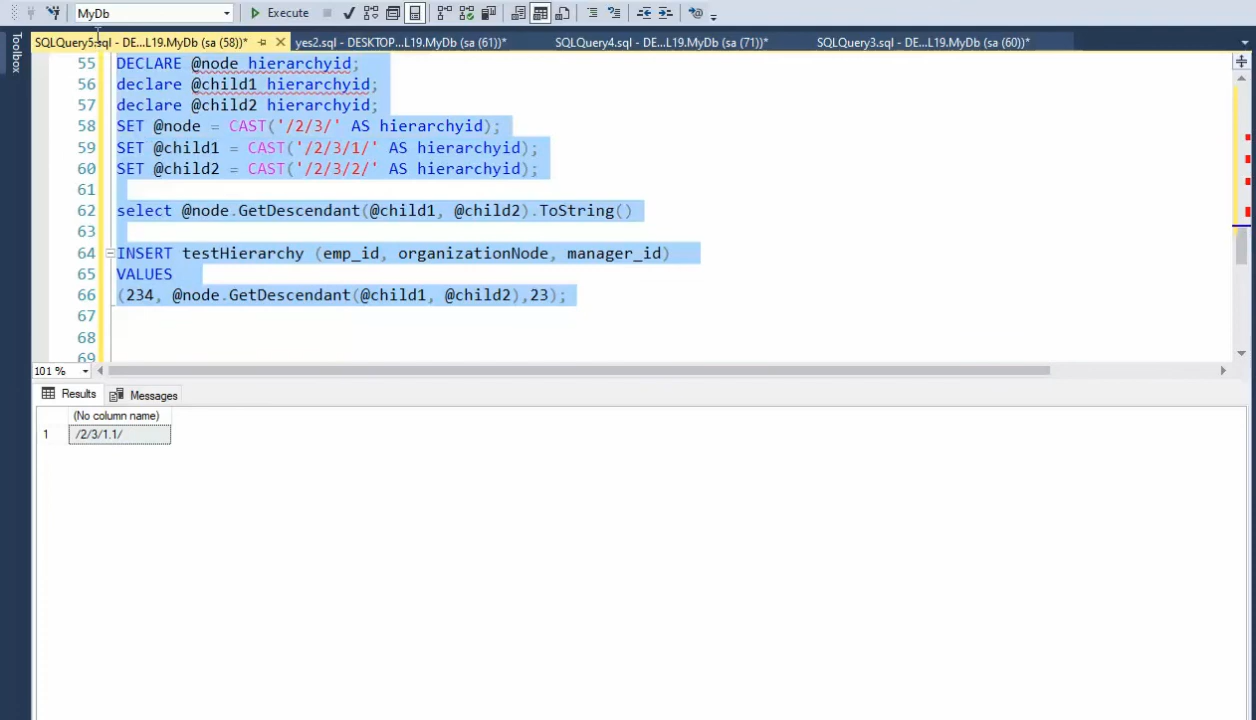 MyDb
Execute
Toolbox
SQLQuery5.sql - DE...L19.MyDb (sa (58))*
yes2.sql - DESKTOP...L19.MyDb (sa (61))*
SQLQuery4.sql - DE...L19.MyDb (sa (71))*
SQLQuery3.sql - DE...L19.MyDb (sa (60))*
55 DECLARE @node hierarchyid;
56 declare @child1 hierarchyid;
57 declare @child2 hierarchyid;
58 SET @node = CAST('/2/3/' AS hierarchyid);
59 SET @child1 = CAST('/2/3/1/' AS hierarchyid);
60 SET @child2 = CAST('/2/3/2/' AS hierarchyid);
61
62 select @node.GetDescendant(@child1, @child2).ToString()
63
64 INSERT testHierarchy (emp_id, organizationNode, manager_id)
65 VALUES
66 (234, @node.GetDescendant(@child1, @child2),23);
67
68
69
101 %
Results
Messages
(No column name)
1 /2/3/1.1/